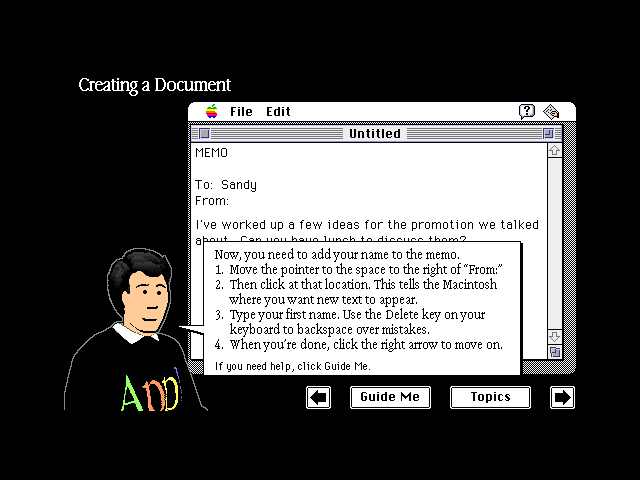 Creating a Document
File Edit
Untitled
MEMO
To: Sandy
From:
I've worked up a few ideas for the promotion we talked
about. Can you have lunch to discuss them?
Now, you need to add your name to the memo.
1. Move the pointer to the space to the right of “From:”
2. Then click at that location. This tells the Macintosh
where you want new text to appear.
3. Type your first name. Use the Delete key on your
keyboard to backspace over mistakes.
4. When you're done, click the right arrow to move on.
If you need help, click Guide Me.
Appl
Guide Me
Topics